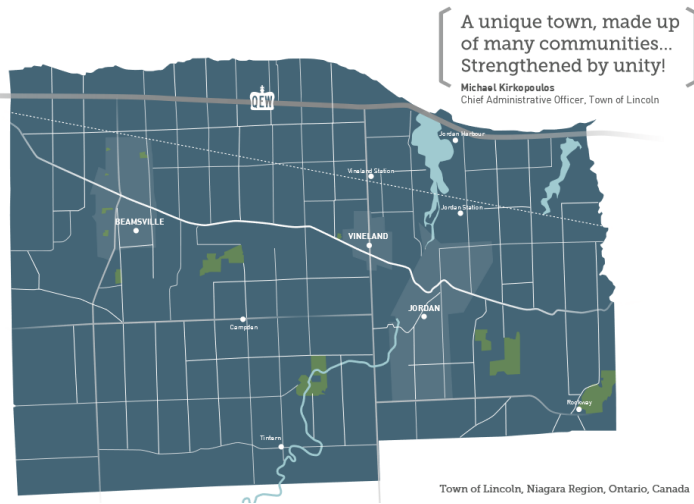 A unique town, made up
of many communities...
Strengthened by unity!
Michael Kirkopoulos
Chief Administrative Officer, Town of Lincoln
QEW
Jordan Harbour
Vineland Station
Jordan Station
BEAMSVILLE
VINELAND
JORDAN
Campden
Rockway
Tintern
Town of Lincoln, Niagara Region, Ontario, Canada